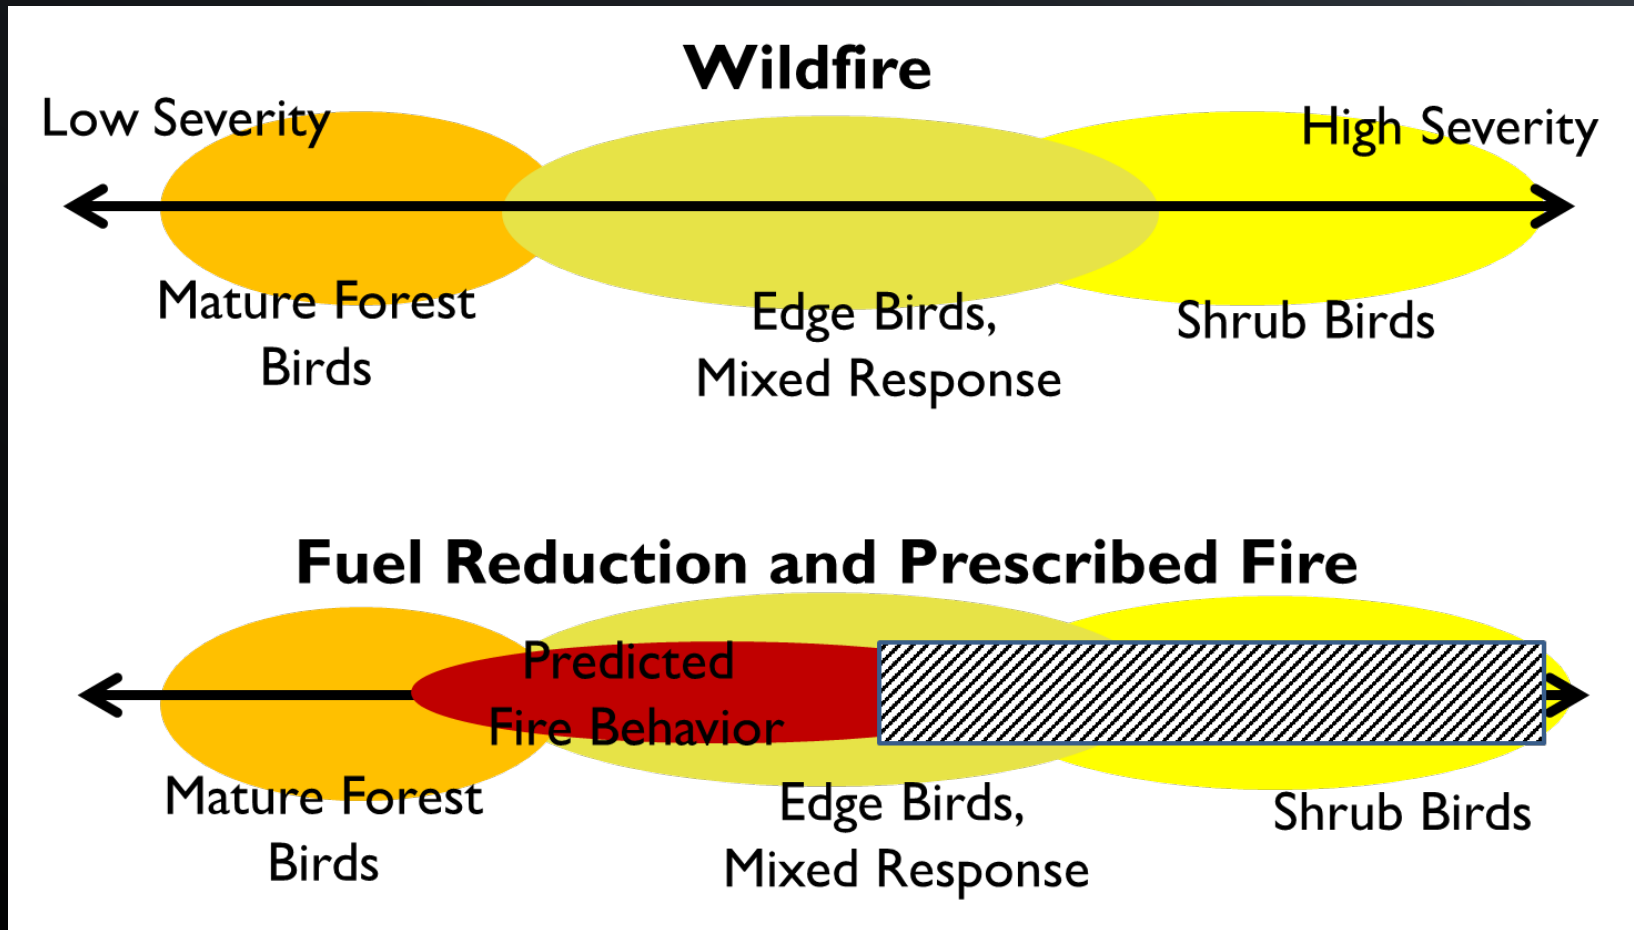 Wildfire
Low Severity
High Severity
Mature Forest
Birds
Edge Birds,
Mixed Response
Shrub Birds
Fuel Reduction and Prescribed Fire
Predicted
Fire Behavior
Mature Forest
Birds
Edge Birds,
Mixed Response
Shrub Birds